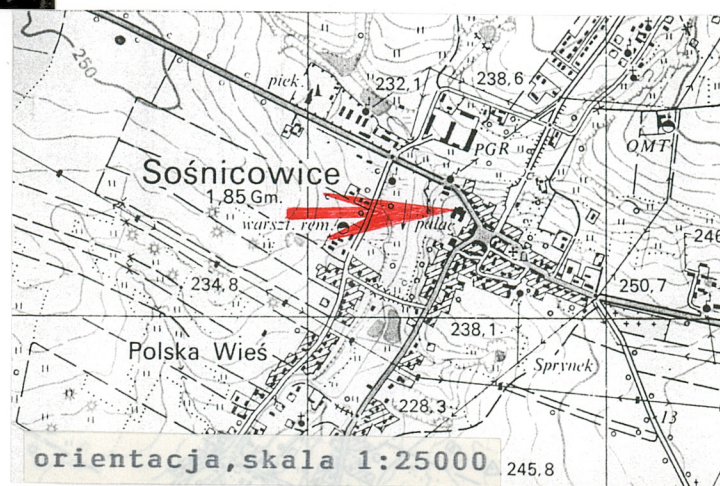 250
piek.
232,1
238,6
PGR
OMT
Sośnicowice
1,85 Gm.
warszt. rem.
pałac
246
234,8
250,7
238,1
Polska Wieś
Sprynek
228,3
13
orientacja,skala 1:25000
245,8